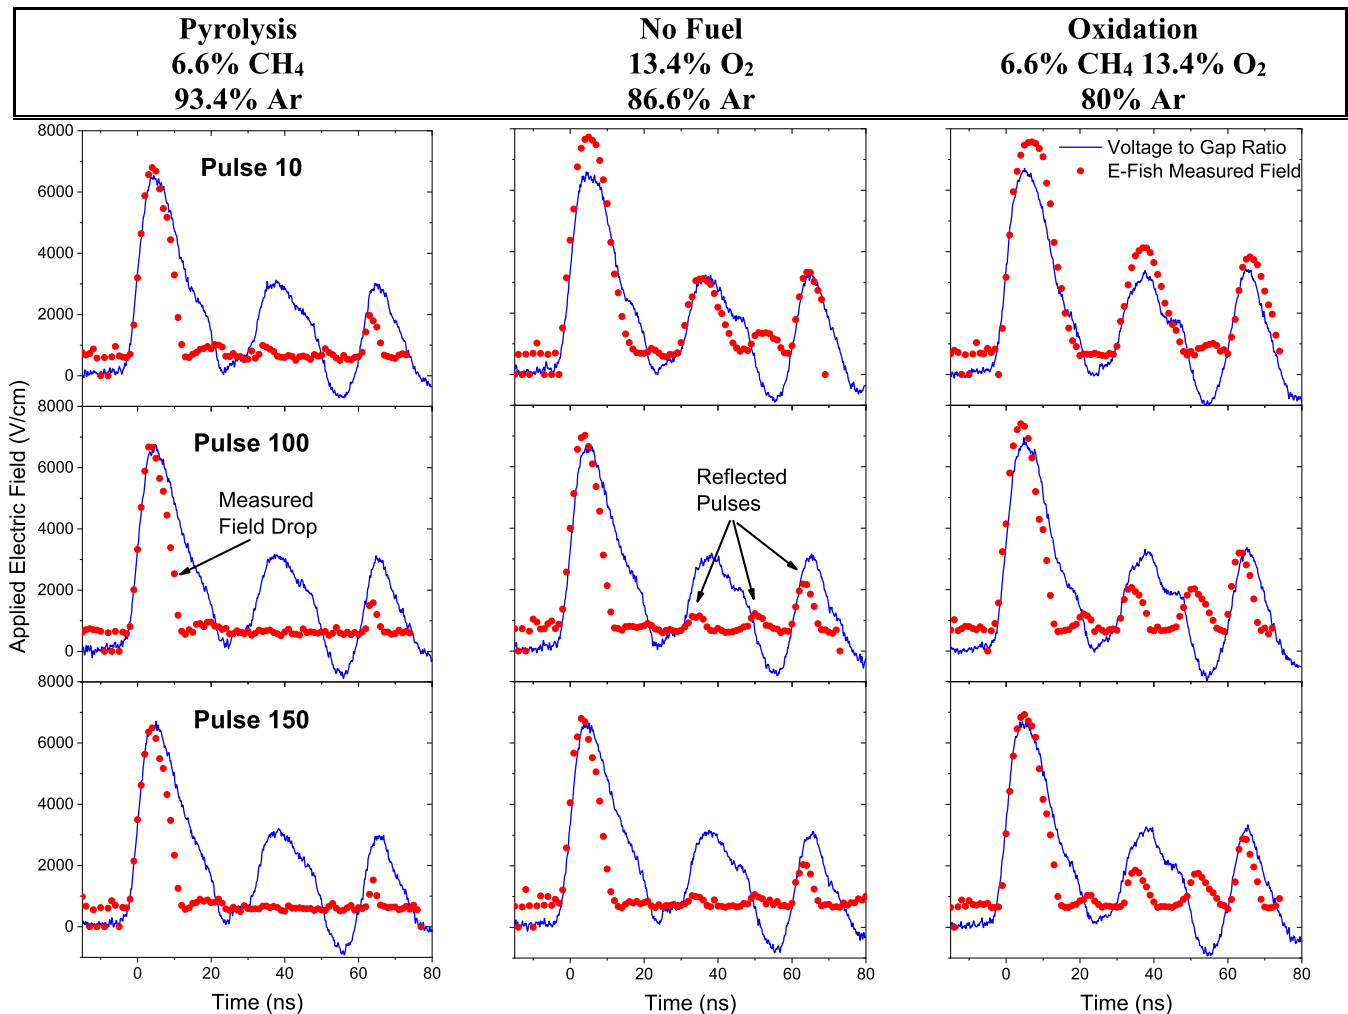 Pyrolysis
6.6% CH₄
93.4% Ar
No Fuel
13.4% O₂
86.6% Ar
Oxidation
6.6% CH₄ 13.4% O₂
80% Ar
Applied Electric Field (V/cm)
8000
6000
4000
2000
0
Pulse 10
Voltage to Gap Ratio
E-Fish Measured Field
8000
6000
4000
2000
0
Pulse 100
Measured
Field Drop
Reflected
Pulses
8000
6000
4000
2000
0
Pulse 150
0 20 40 60 80
0 20 40 60 80
0 20 40 60 80
Time (ns)
Time (ns)
Time (ns)